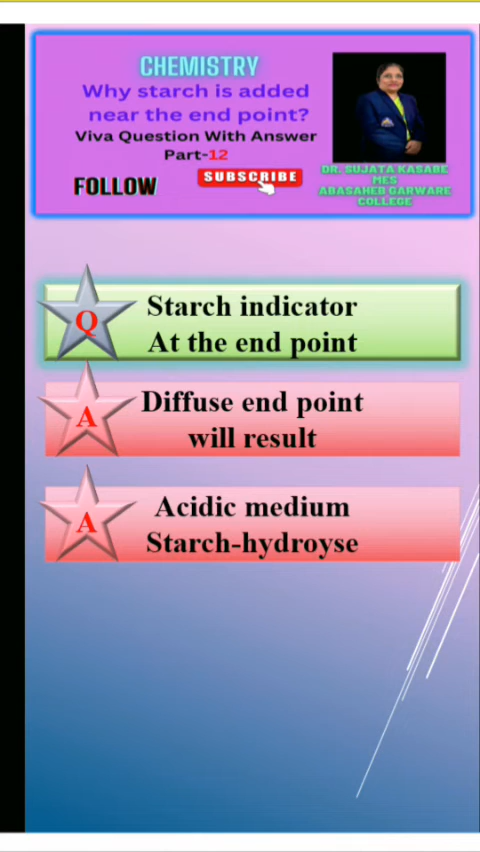 CHEMISTRY
Why starch is added
near the end point?
Viva Question With Answer
Part-12
FOLLOW
SUBSCRIBE
DR. SUJATA KASABE
MES
ABASAHEB GARWARE
COLLEGE
Q
Starch indicator
At the end point
A
Diffuse end point
will result
A
Acidic medium
Starch-hydroyse